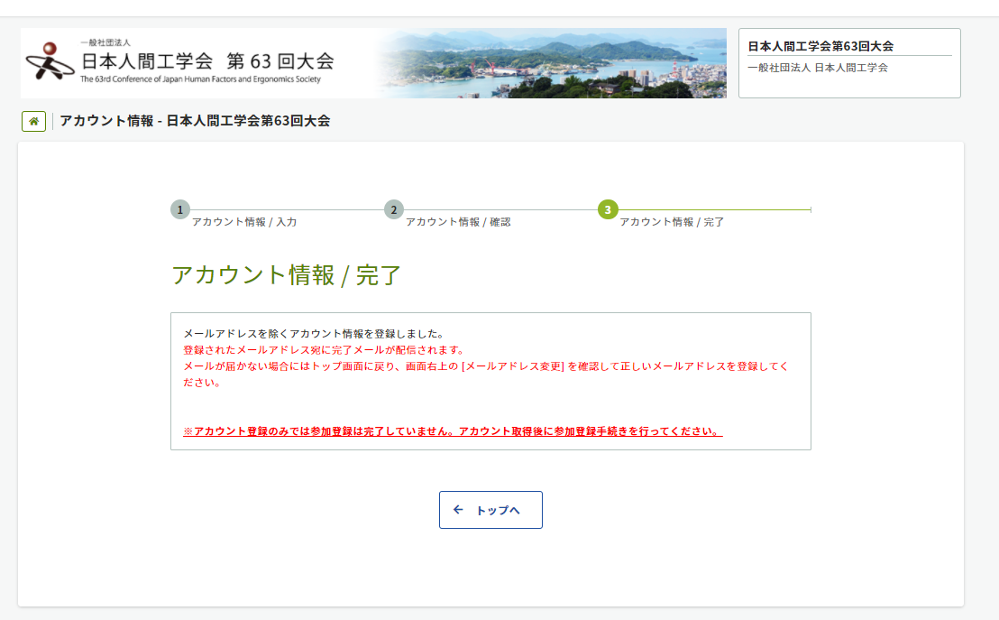 一般社団法人
日本人間工学会 第 63 回大会
The 63rd Conference of Japan Human Factors and Ergonomics Society
日本人間工学会第63回大会
一般社団法人 日本人間工学会
アカウント情報 - 日本人間工学会第63回大会
1
アカウント情報 / 入力
2
アカウント情報 / 確認
3
アカウント情報 / 完了
アカウント情報 / 完了
メールアドレスを除くアカウント情報を登録しました。
登録されたメールアドレス宛に完了メールが配信されます。
メールが届かない場合にはトップ画面に戻り、画面右上の [メールアドレス変更] を確認して正しいメールアドレスを登録してく
ださい。
※アカウント登録のみでは参加登録は完了していません。アカウント取得後に参加登録手続きを行ってください。
← トップへ